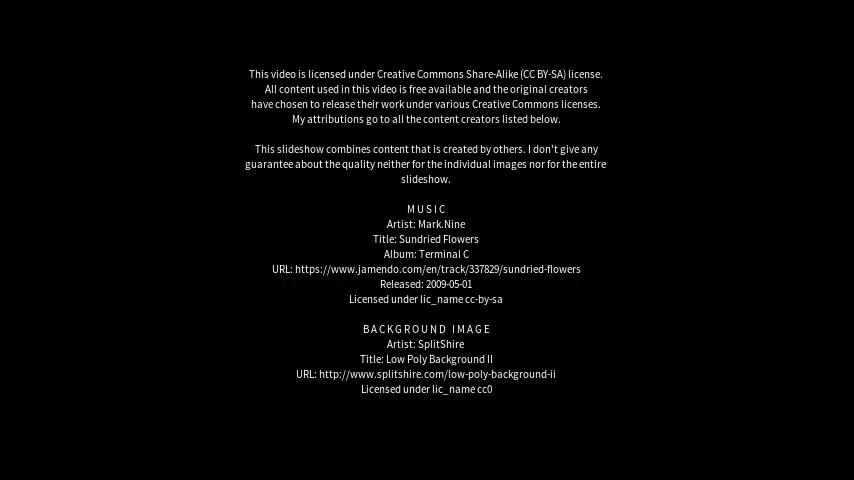 This video is licensed under Creative Commons Share-Alike (CC BY-SA) license.
All content used in this video is free available and the original creators
have chosen to release their work under various Creative Commons licenses.
My attributions go to all the content creators listed below.
This slideshow combines content that is created by others. I don't give any
guarantee about the quality neither for the individual images nor for the entire
slideshow.
MUSIC
Artist: Mark.Nine
Title: Sundried Flowers
Album: Terminal C
URL: https://www.jamendo.com/en/track/337829/sundried-flowers
Released: 2009-05-01
Licensed under lic_name cc-by-sa
BACKGROUND IMAGE
Artist: SplitShire
Title: Low Poly Background II
URL: http://www.splitshire.com/low-poly-background-ii
Licensed under lic_name cc0